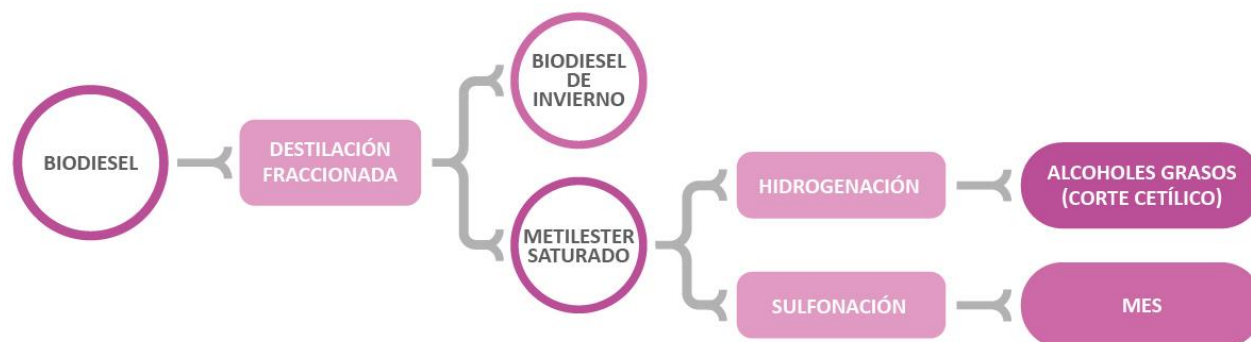 BIODIESEL
DESTILACIÓN
FRACCIONADA
BIODIESEL
DE
INVIERNO
METILESTER
SATURADO
HIDROGENACIÓN
ALCOHOLES GRASOS
(CORTE CETÍLICO)
SULFONACIÓN
MES